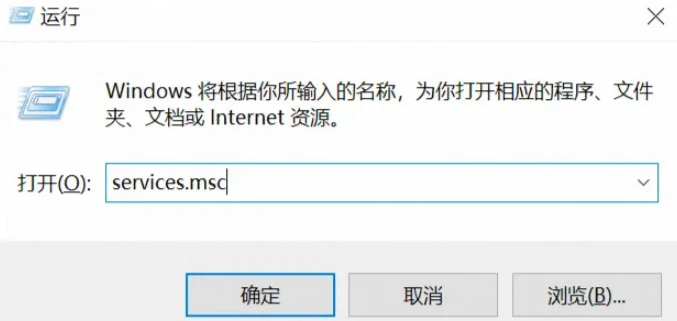 运行
Windows 将根据你所输入的名称，为你打开相应的程序、文件
夹、文档或 Internet 资源。
打开(O): services.msc
确定 取消 浏览(B)...